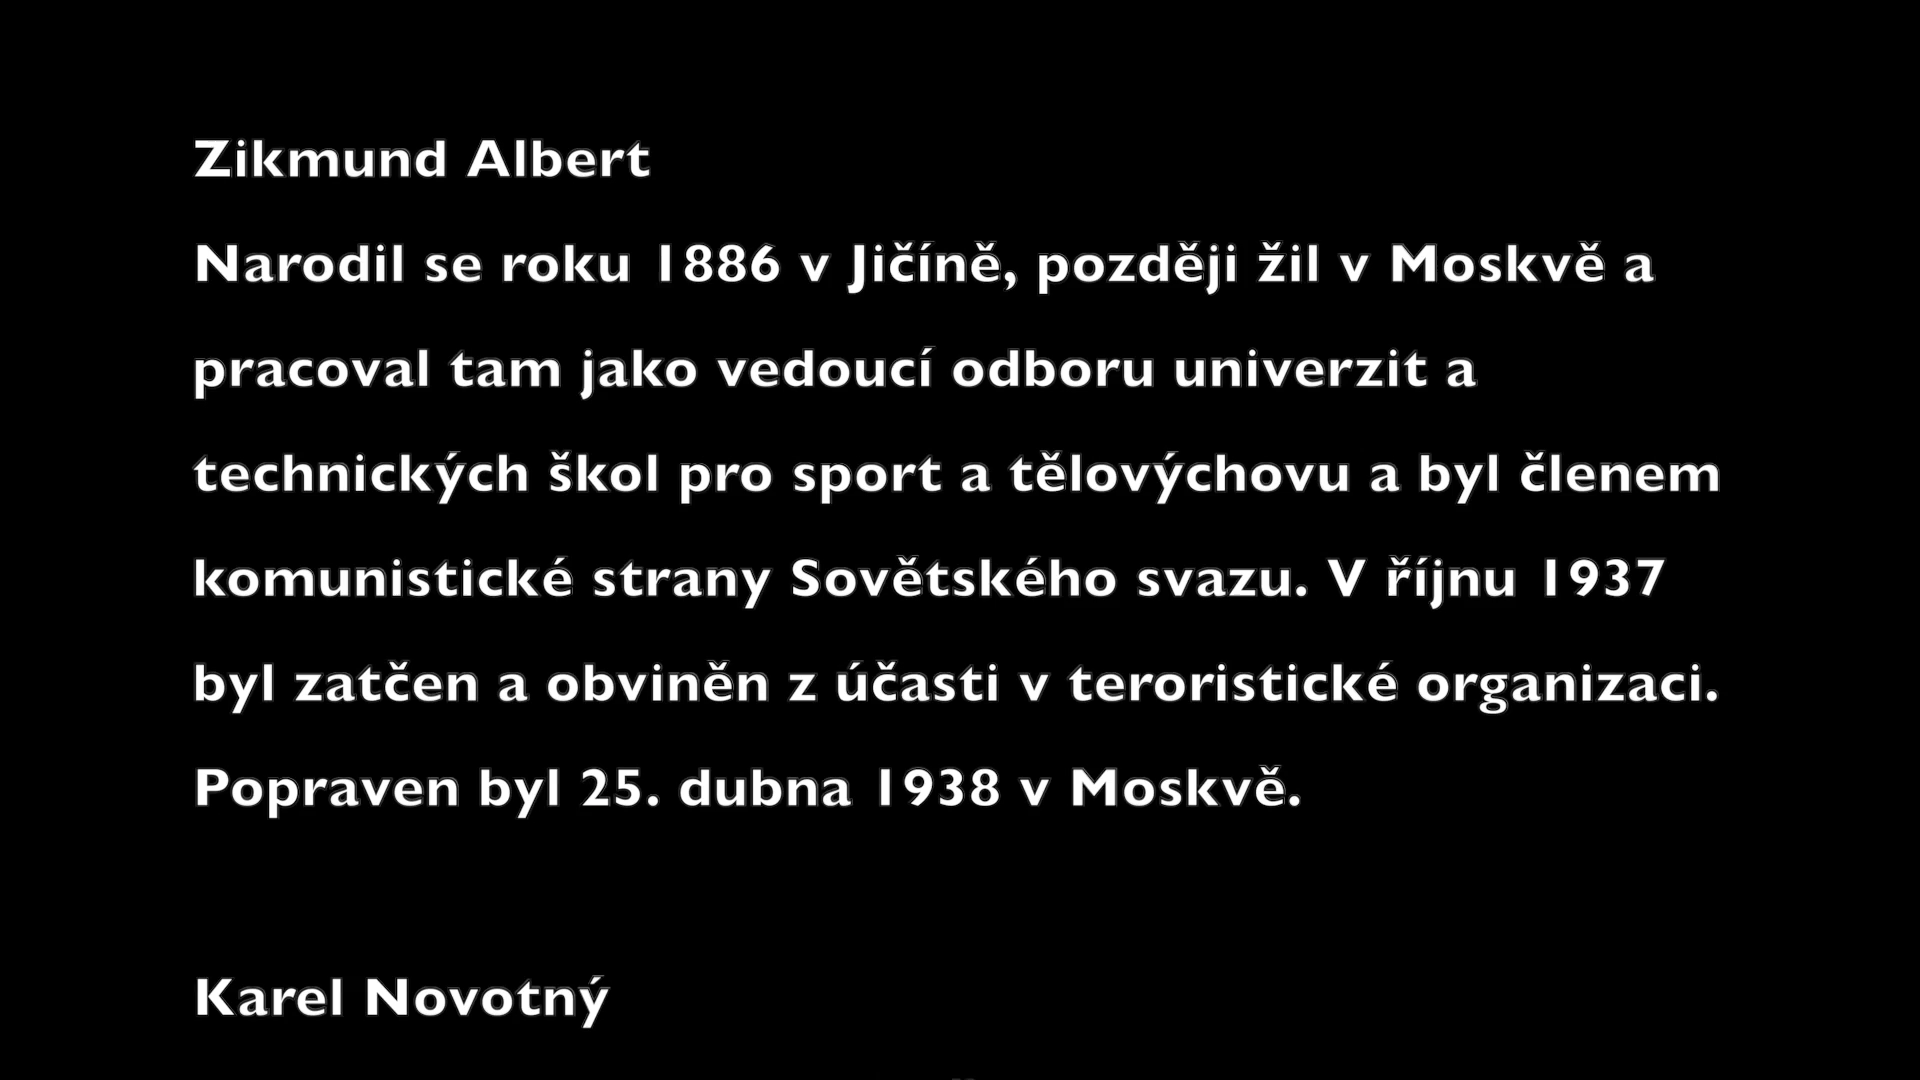 Zikmund Albert
Narodil se roku 1886 v Jičíně, později žil v Moskvě a
pracoval tam jako vedoucí odboru univerzit a
technických škol pro sport a tělovýchovu a byl členem
komunistické strany Sovětského svazu. V říjnu 1937
byl zatčen a obviněn z účasti v teroristické organizaci.
Popraven byl 25. dubna 1938 v Moskvě.
Karel Novotný